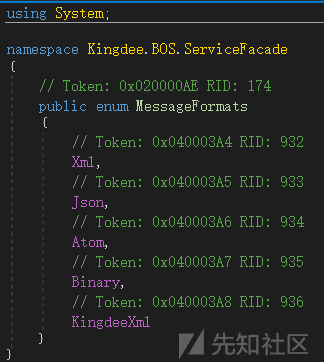 using System;
namespace Kingdee.BOS.ServiceFacade
{
// Token: 0x020000AE RID: 174
public enum MessageFormats
{
// Token: 0x040003A4 RID: 932
Xml,
// Token: 0x040003A5 RID: 933
Json,
// Token: 0x040003A6 RID: 934
Atom,
// Token: 0x040003A7 RID: 935
Binary,
// Token: 0x040003A8 RID: 936
KingdeeXml
}
}
先知社区